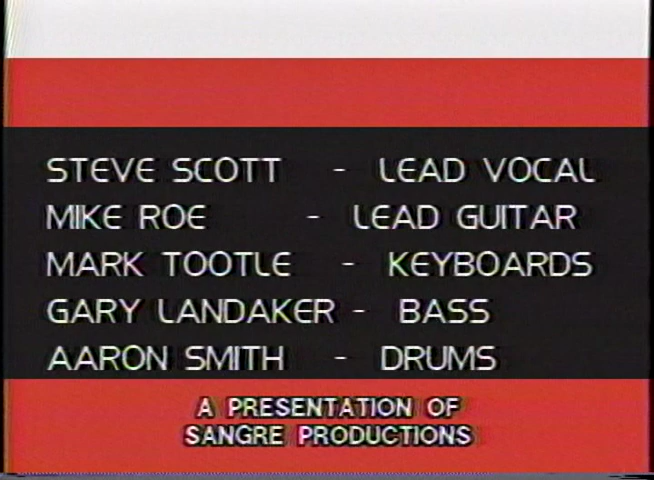 STEVE SCOTT - LEAD VOCAL
MIKE ROE - LEAD GUITAR
MARK TOOTLE - KEYBOARDS
GARY LANDAKER - BASS
AARON SMITH - DRUMS
A PRESENTATION OF
SANGRE PRODUCTIONS